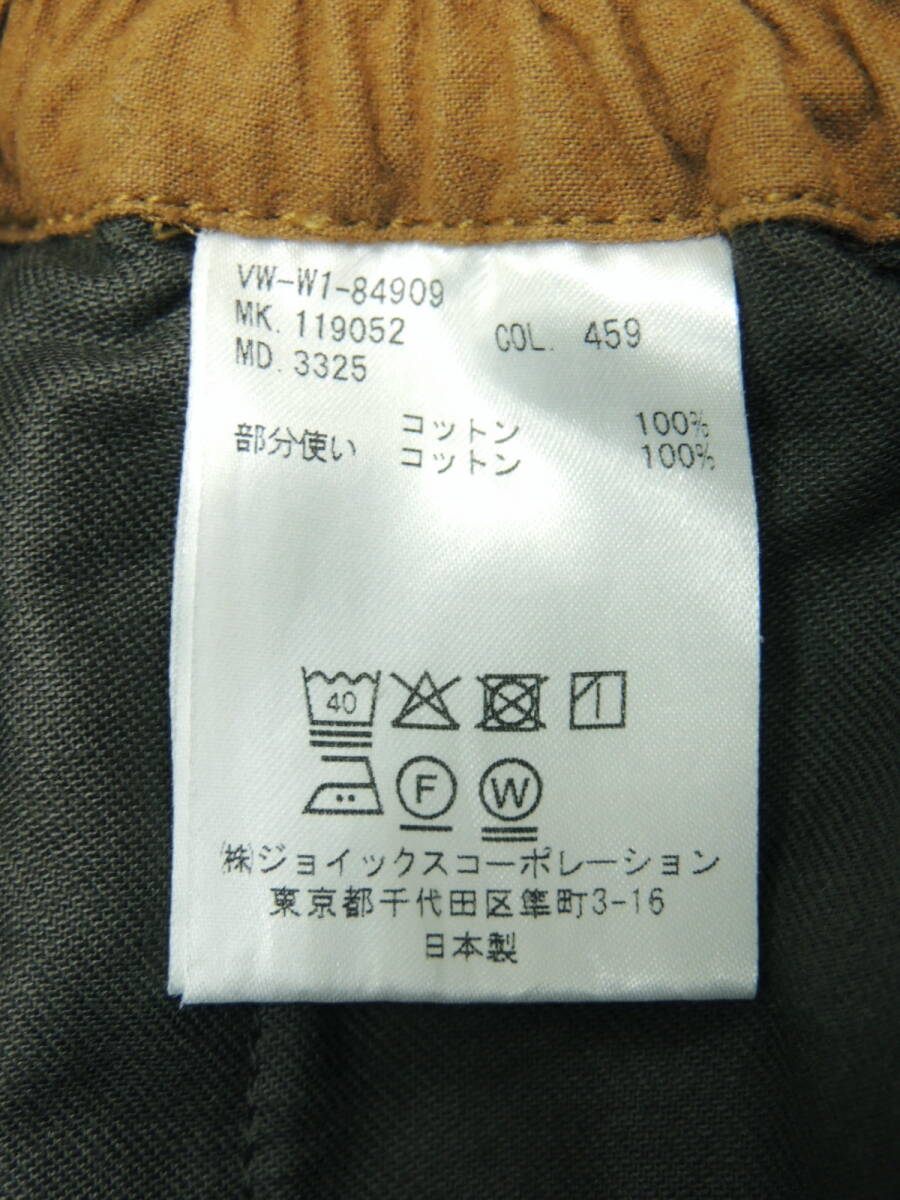 VW-W1-84909
MK. 119052 COL. 459
MD. 3325
コットン 100%
部分使い コットン 100%
40
F W
㈱ジョイックスコーポレーション
東京都千代田区隼町3-16
日本製